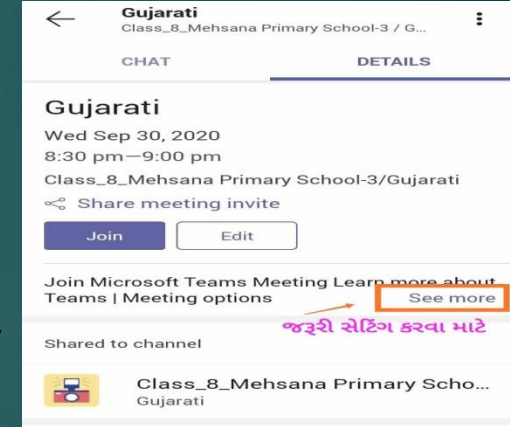 Gujarati
Class_8_Mehsana Primary School-3 / G...
CHAT
DETAILS
Gujarati
Wed Sep 30, 2020
8:30 pm—9:00 pm
Class_8_Mehsana Primary School-3/Gujarati
Share meeting invite
Join
Edit
Join Microsoft Teams Meeting Learn more about
Teams | Meeting options
See more
જરૂરી સેટિંગ કરવા માટે
Shared to channel
Class_8_Mehsana Primary Scho...
Gujarati